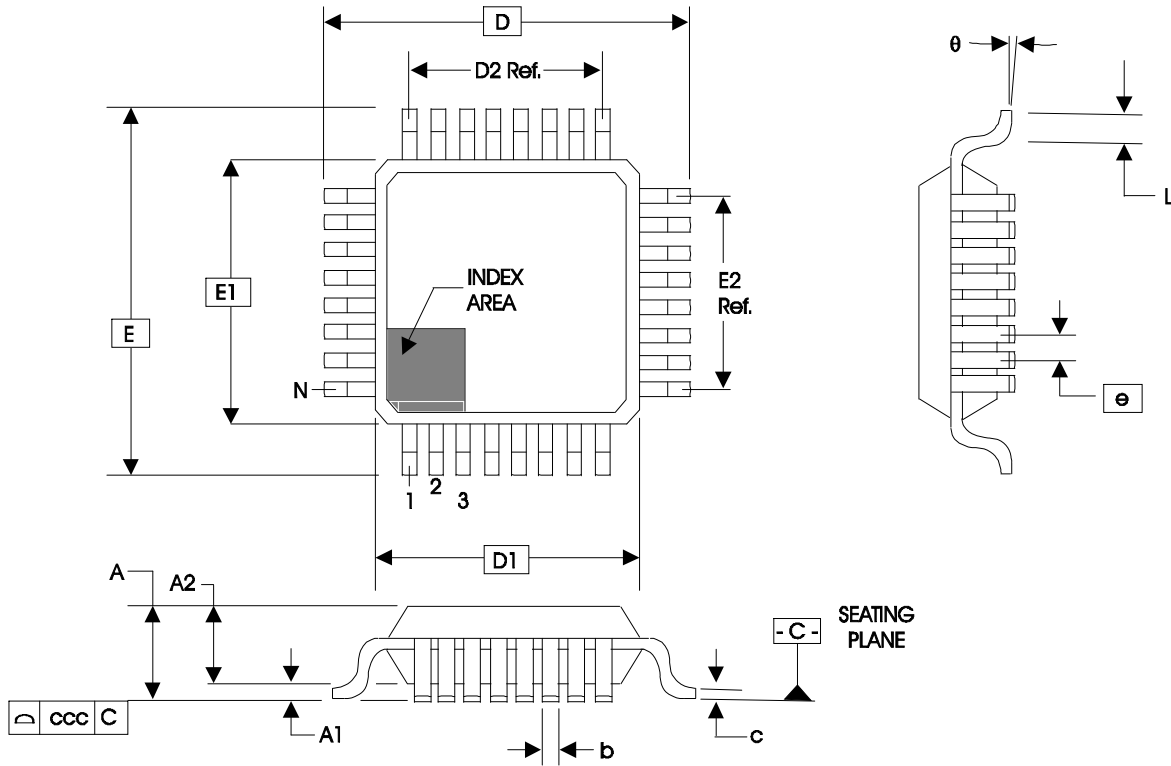 D
D2 Ref.
θ
L
INDEX
AREA
E2
Ref.
E1
E
N
e
1
2
3
D1
A
A2
- C -
SEATING
PLANE
ccc C
A1
b
c